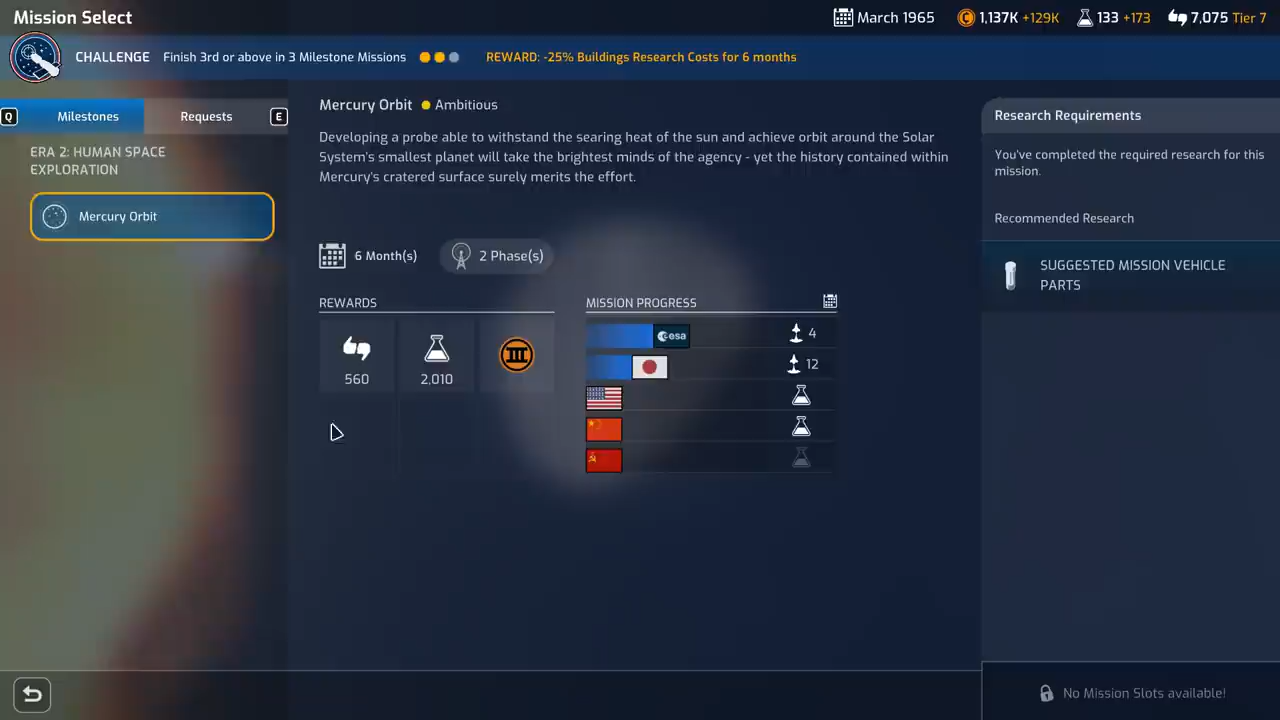 Mission Select
March 1965
1,137K +129K
133 +173
7,075 Tier 7
CHALLENGE Finish 3rd or above in 3 Milestone Missions
REWARD: -25% Buildings Research Costs for 6 months
Q Milestones Requests E
ERA 2: HUMAN SPACE
EXPLORATION
Mercury Orbit
Mercury Orbit Ambitious
Developing a probe able to withstand the searing heat of the sun and achieve orbit around the Solar
System's smallest planet will take the brightest minds of the agency - yet the history contained within
Mercury's cratered surface surely merits the effort.
6 Month(s) 2 Phase(s)
REWARDS
560 2,010 III
MISSION PROGRESS
esa 4
12
Research Requirements
You've completed the required research for this
mission.
Recommended Research
SUGGESTED MISSION VEHICLE
PARTS
No Mission Slots available!